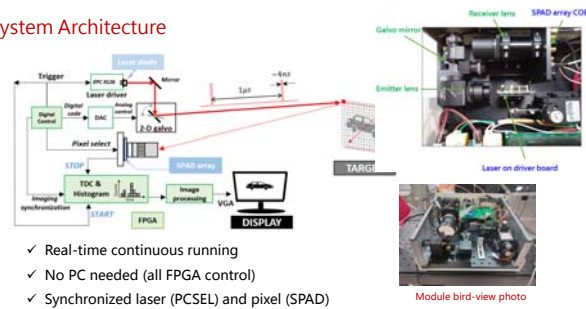 System Architecture
Trigger
EPC 9126
Laser driver
Laser diode
Mirror
~4ns
1µs
Digital Control
Digital code
DAC
Analog control
2-D galvo
Pixel select
STOP
SPAD array
TARGE
TDC & Histogram
Image processing
VGA
Imaging synchronization
START
FPGA
DISPLAY
✓ Real-time continuous running
✓ No PC needed (all FPGA control)
✓ Synchronized laser (PCSEL) and pixel (SPAD)
Receiver lens
SPAD array COB
Galvo mirror
Emitter lens
Laser on driver board
Module bird-view photo